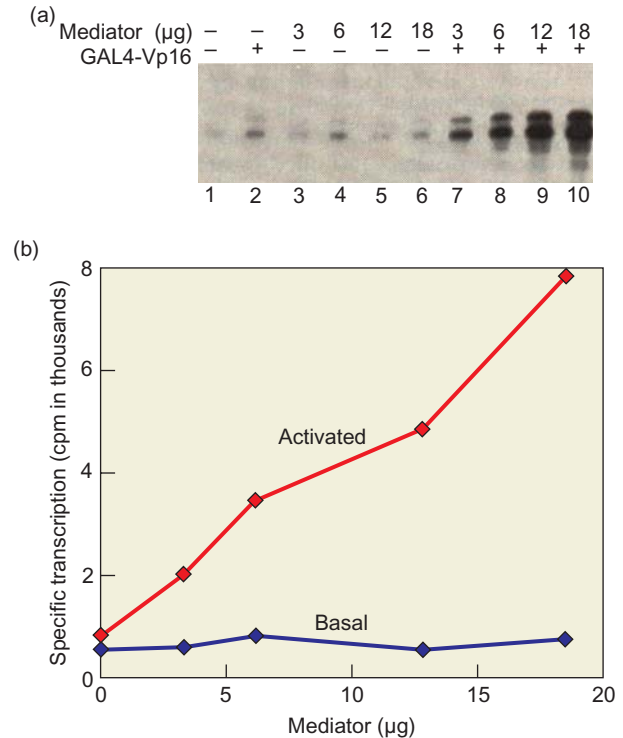 (a)
Mediator (µg) – – 3 6 12 18 3 6 12 18
GAL4-Vp16 – + – – – – + + + +
1 2 3 4 5 6 7 8 9 10
(b)
Specific transcription (cpm in thousands)
8
6
4
2
0
Activated
Basal
0 5 10 15 20
Mediator (µg)